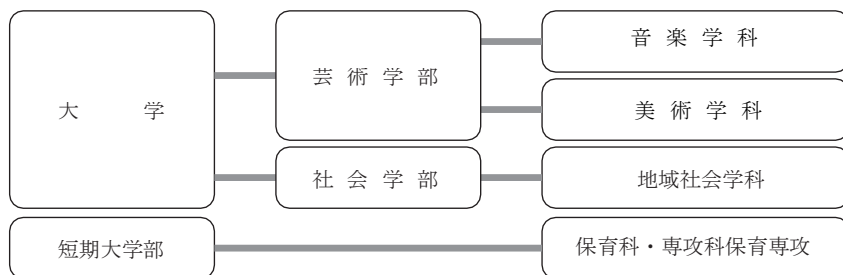 大学
芸術学部
音楽学科
美術学科
社会学部
地域社会学科
短期大学部
保育科・専攻科保育専攻